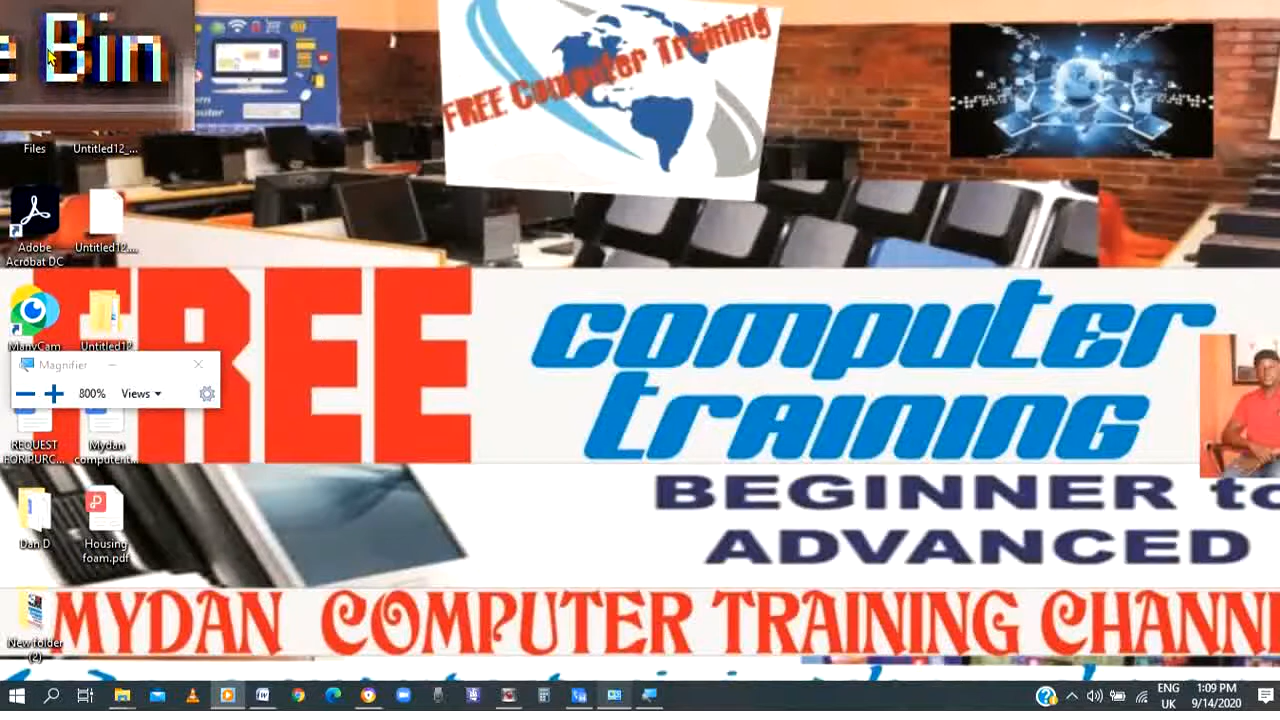 e Bin
FREE Computer Training
Files
Untitled12_...
Adobe
Acrobat DC
Untitled12....
ManyCam
Untitled12
Magnifier
800%
Views
FREE
computer
training
REQUEST
FOR PURC...
Mydan
computert...
BEGINNER to
ADVANCED
Dan D
Housing
foam.pdf
New folder
(2)
MYDAN COMPUTER TRAINING CHANN
ENG
UK
1:09 PM
9/14/2020